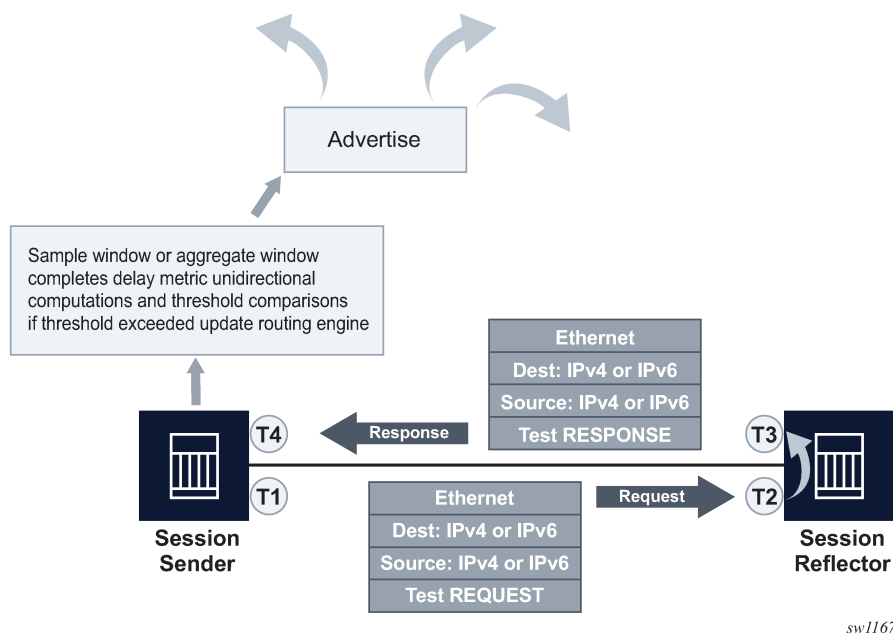 Advertise
Sample window or aggregate window
completes delay metric unidirectional
computations and threshold comparisons
if threshold exceeded update routing engine
Ethernet
Dest: IPv4 or IPv6
Source: IPv4 or IPv6
Test RESPONSE
T4
Response
T3
T1
Ethernet
Dest: IPv4 or IPv6
Source: IPv4 or IPv6
Test REQUEST
Request
T2
Session
Sender
Session
Reflector
sw1167